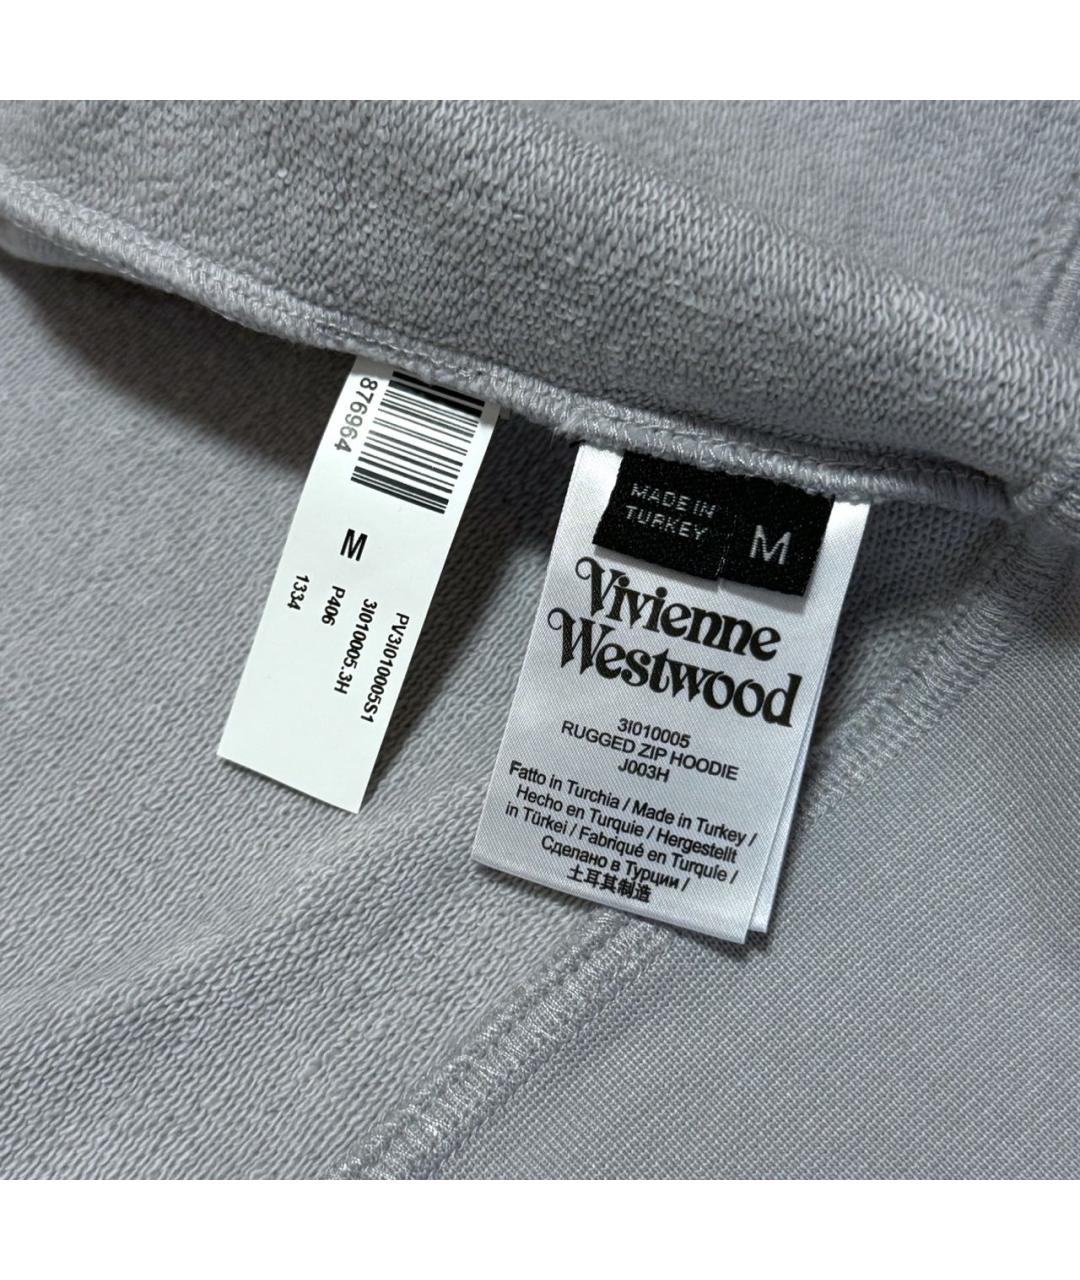 876964
M
PV3I010005S1
3I010005.3H
P406
1334
MADE IN
TURKEY
M
Vivienne
Westwood
3I010005
RUGGED ZIP HOODIE
J003H
Fatto in Turchia / Made in Turkey /
Hecho en Turquie / Hergestellt
in Türkei / Fabriqué en Turquie /
Сделано в Турции /
土耳其制造